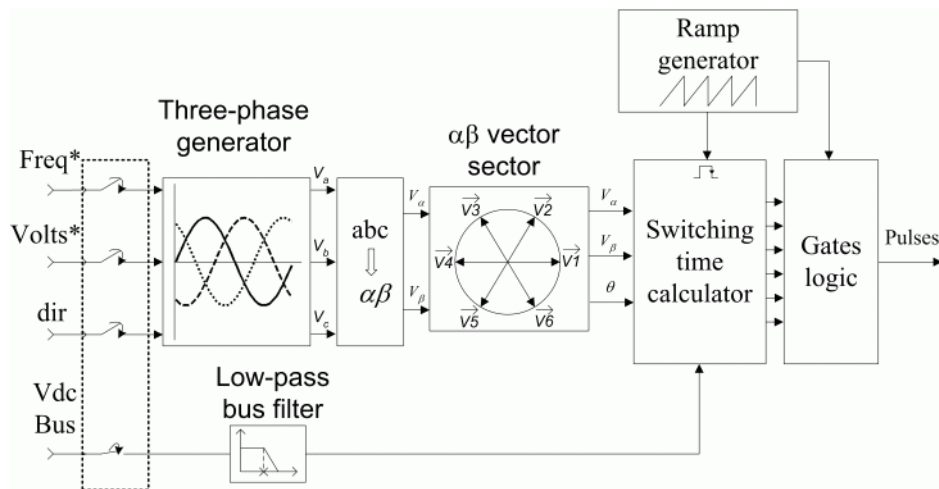 Ramp
generator
Three-phase
generator
αβ vector
sector
Freq*
Volts*
dir
Vdc
Bus
Va
Vb
Vc
abc
⇩
αβ
Vα
Vβ
V3
V2
V4
V1
V5
V6
Vα
Vβ
θ
Switching
time
calculator
Gates
logic
Pulses
Low-pass
bus filter